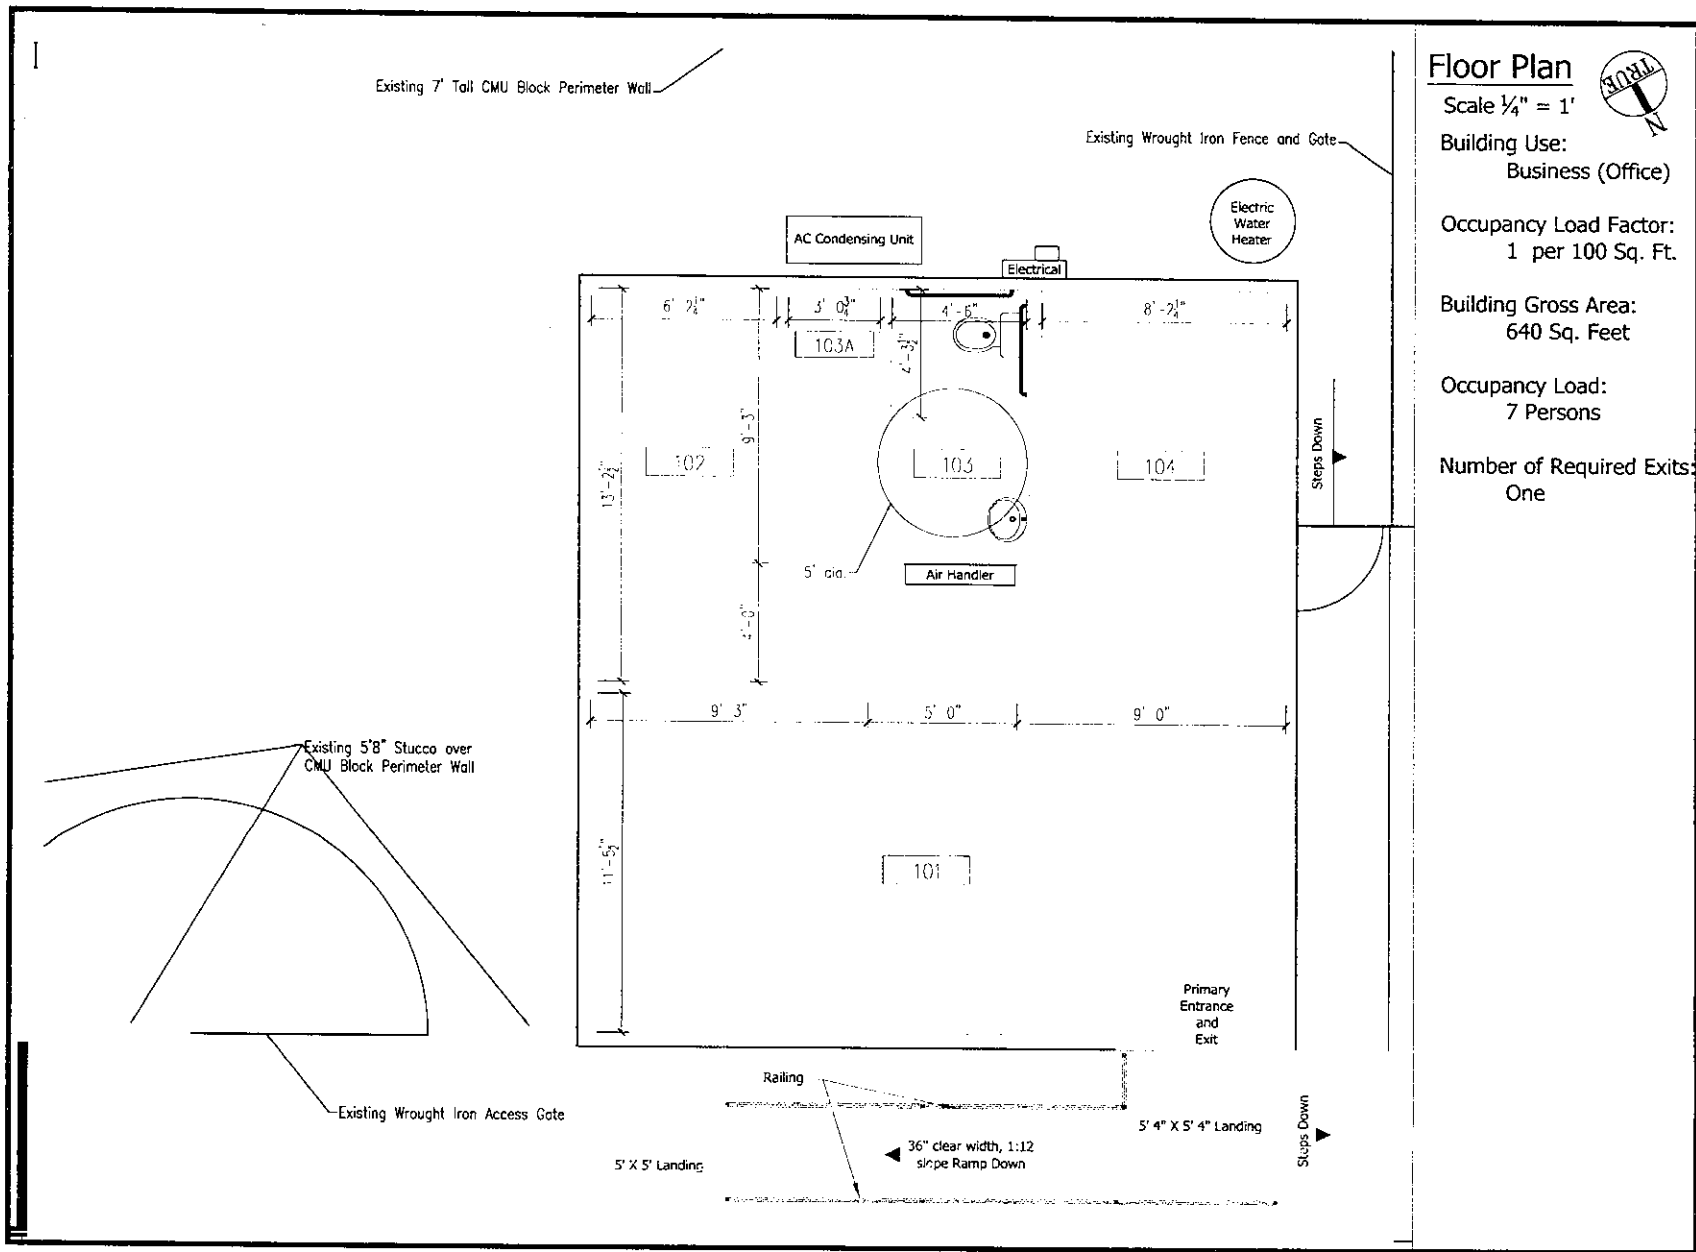 Existing 7' Tall CMU Block Perimeter Wall
Existing Wrought Iron Fence and Gate
Floor Plan
TRUE
N
Scale ¼" = 1'
Building Use:
Business (Office)
Occupancy Load Factor:
1 per 100 Sq. Ft.
Building Gross Area:
640 Sq. Feet
Occupancy Load:
7 Persons
Number of Required Exits:
One
Electric
Water
Heater
AC Condensing Unit
Electrical
6' 2¼"
3' 0¾"
4'-6"
8'-2¼"
103A
4'-3½"
9'-3"
13'-2½"
102
103
104
Steps Down
5' dia.
Air Handler
4'-0"
9' 3"
5' 0"
9' 0"
Existing 5'8" Stucco over
CMU Block Perimeter Wall
11'-5½"
101
Primary
Entrance
and
Exit
Railing
Existing Wrought Iron Access Gate
5' 4" X 5' 4" Landing
Steps Down
36" clear width, 1:12
slope Ramp Down
5' X 5' Landing